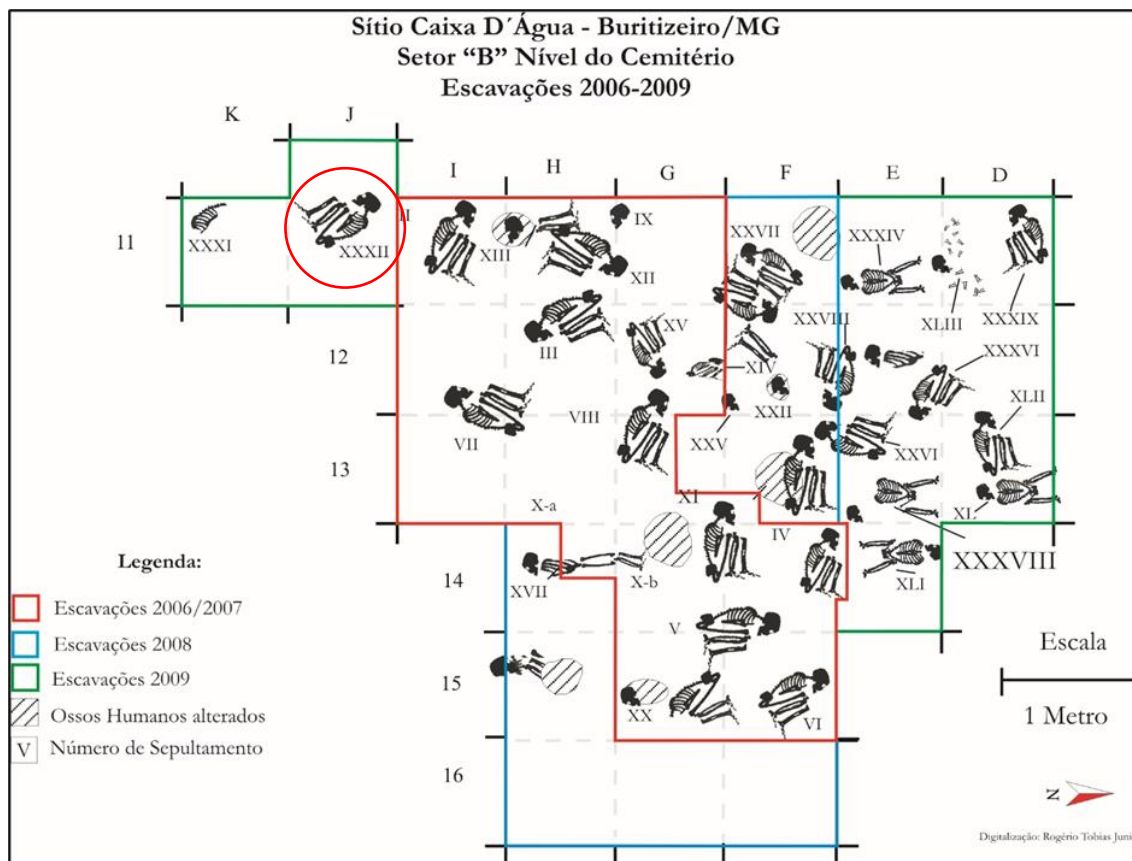 Sítio Caixa D´Água - Buritizeiro/MG
Setor “B” Nível do Cemitério
Escavações 2006-2009
K
J
I
H
G
F
E
D
11
XXXI
XXXII
II
XIII
IX
XII
XXVII
XXXIV
XLIII
XXXIX
12
III
XV
XIV
XXVIII
XXII
XXXVI
XLII
VII
VIII
XXV
XXVI
13
X-a
XI
IV
XL
XXXVIII
14
XVII
X-b
XLI
V
15
XX
VI
16
Legenda:
Escavações 2006/2007
Escavações 2008
Escavações 2009
Ossos Humanos alterados
V Número de Sepultamento
Escala
1 Metro
N
Digitalização: Rogério Tobias Juni